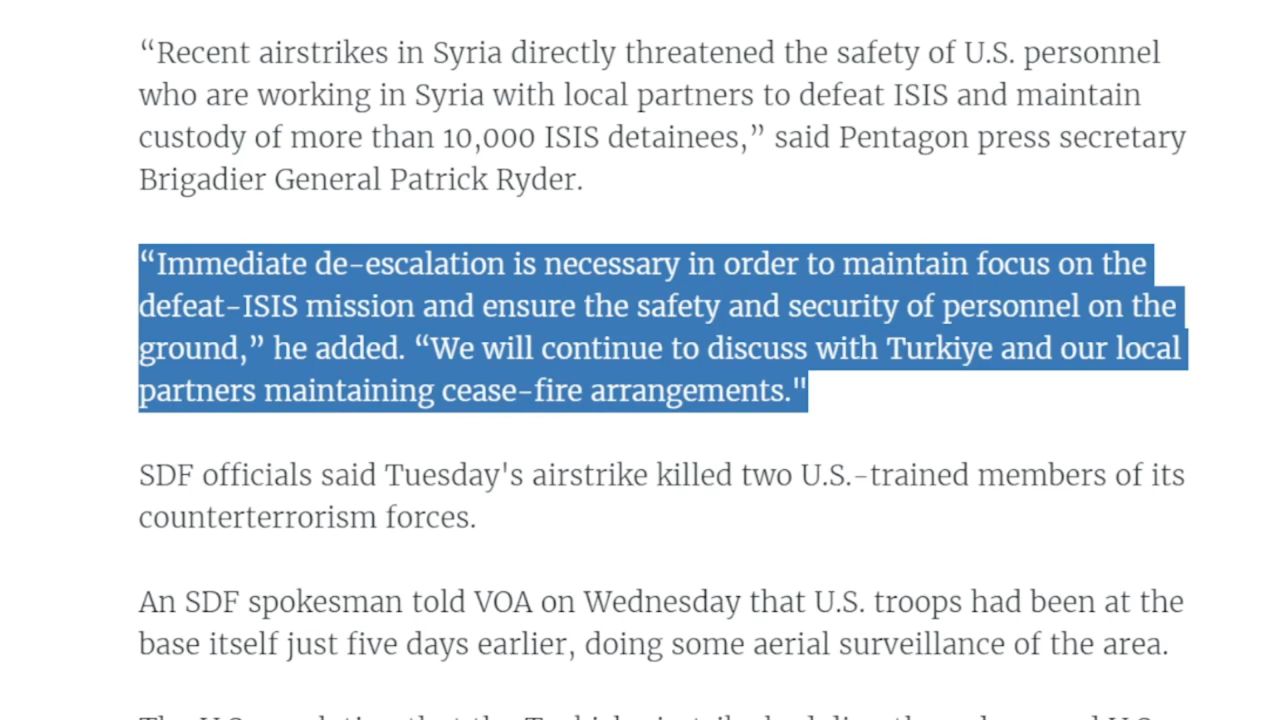 “Recent airstrikes in Syria directly threatened the safety of U.S. personnel
who are working in Syria with local partners to defeat ISIS and maintain
custody of more than 10,000 ISIS detainees,” said Pentagon press secretary
Brigadier General Patrick Ryder.
“Immediate de-escalation is necessary in order to maintain focus on the
defeat-ISIS mission and ensure the safety and security of personnel on the
ground,” he added. “We will continue to discuss with Turkiye and our local
partners maintaining cease-fire arrangements."
SDF officials said Tuesday's airstrike killed two U.S.-trained members of its
counterterrorism forces.
An SDF spokesman told VOA on Wednesday that U.S. troops had been at the
base itself just five days earlier, doing some aerial surveillance of the area.